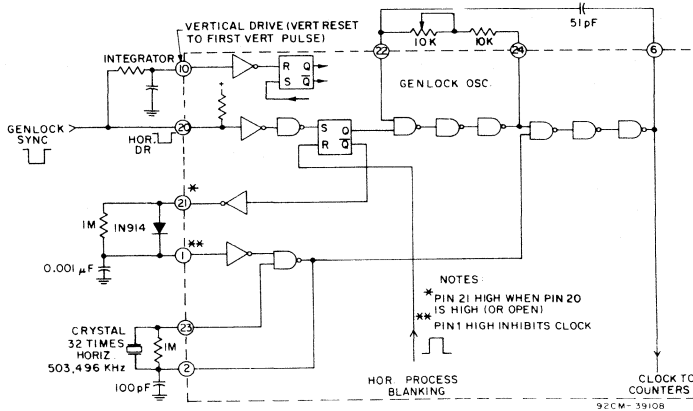 VERTICAL DRIVE (VERT RESET
TO FIRST VERT PULSE)
51pF
10K
10K
22
24
6
INTEGRATOR
10
R Q
S Q̅
+
GENLOCK OSC.
GENLOCK
SYNC
HOR.
DR
20
S Q
R Q̅
21
*
1M
1N914
1
**
0.001 µF
NOTES:
* PIN 21 HIGH WHEN PIN 20
IS HIGH (OR OPEN)
** PIN 1 HIGH INHIBITS CLOCK
CRYSTAL
32 TIMES
HORIZ.
503,496 KHz
23
1M
2
100pF
HOR. PROCESS
BLANKING
CLOCK TO
COUNTERS
92CM-39108